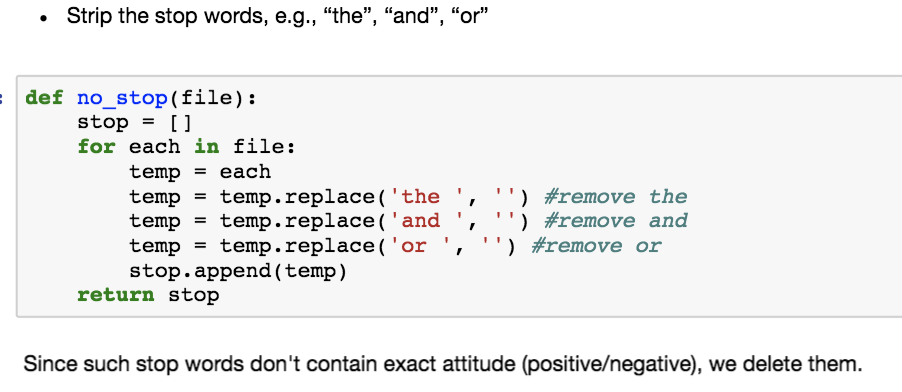 • Strip the stop words, e.g., “the”, “and”, “or”
: def no_stop(file):
    stop = []
    for each in file:
        temp = each
        temp = temp.replace('the ', '') #remove the
        temp = temp.replace('and ', '') #remove and
        temp = temp.replace('or ', '') #remove or
        stop.append(temp)
    return stop
Since such stop words don't contain exact attitude (positive/negative), we delete them.